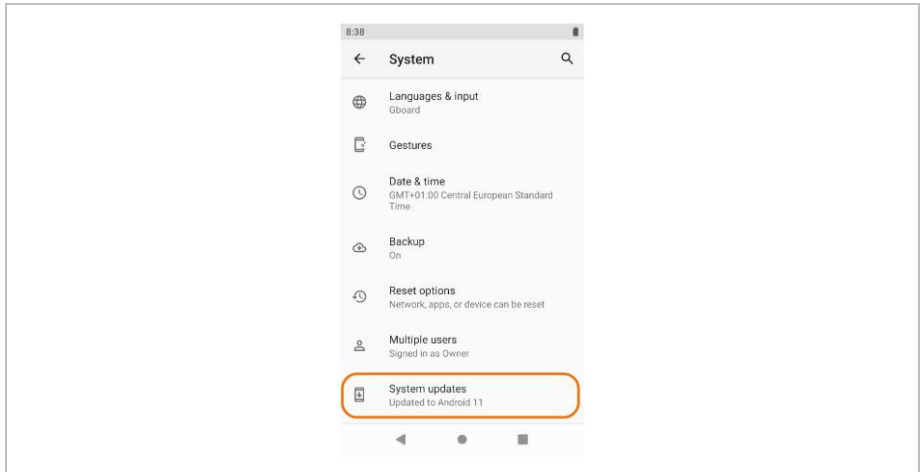 8:38
System
Languages & input
Gboard
Gestures
Date & time
GMT+01:00 Central European Standard
Time
Backup
On
Reset options
Network, apps, or device can be reset
Multiple users
Signed in as Owner
System updates
Updated to Android 11